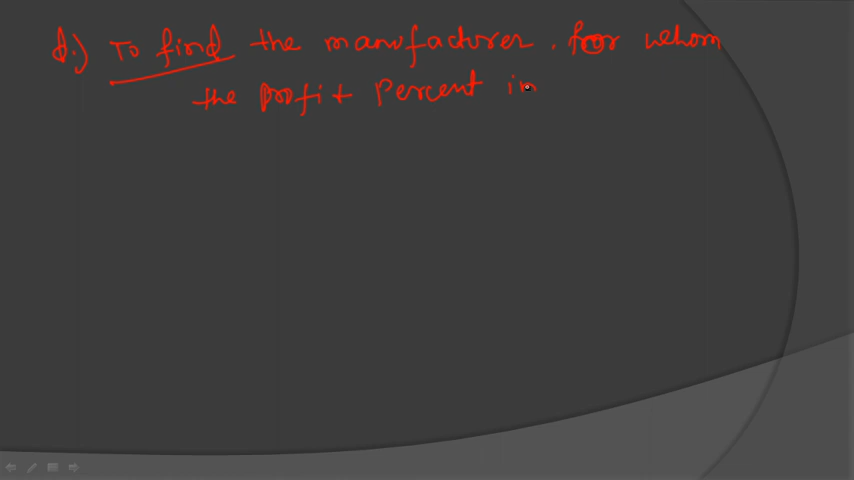 d.) To find the manufacturer. for whom
the profit Percent in